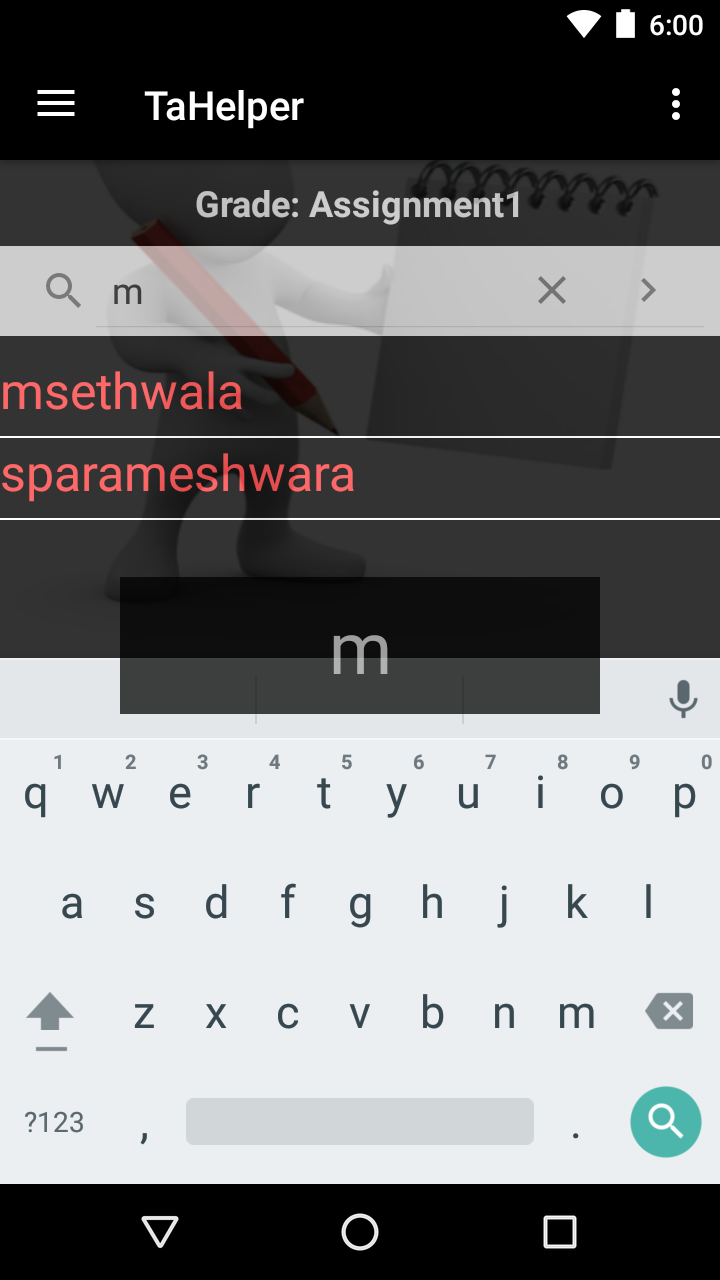 6:00
TaHelper
Grade: Assignment1
m
msethwala
sparameshwara
m
1 2 3 4 5 6 7 8 9 0
q w e r t y u i o p
a s d f g h j k l
z x c v b n m
?123 , .